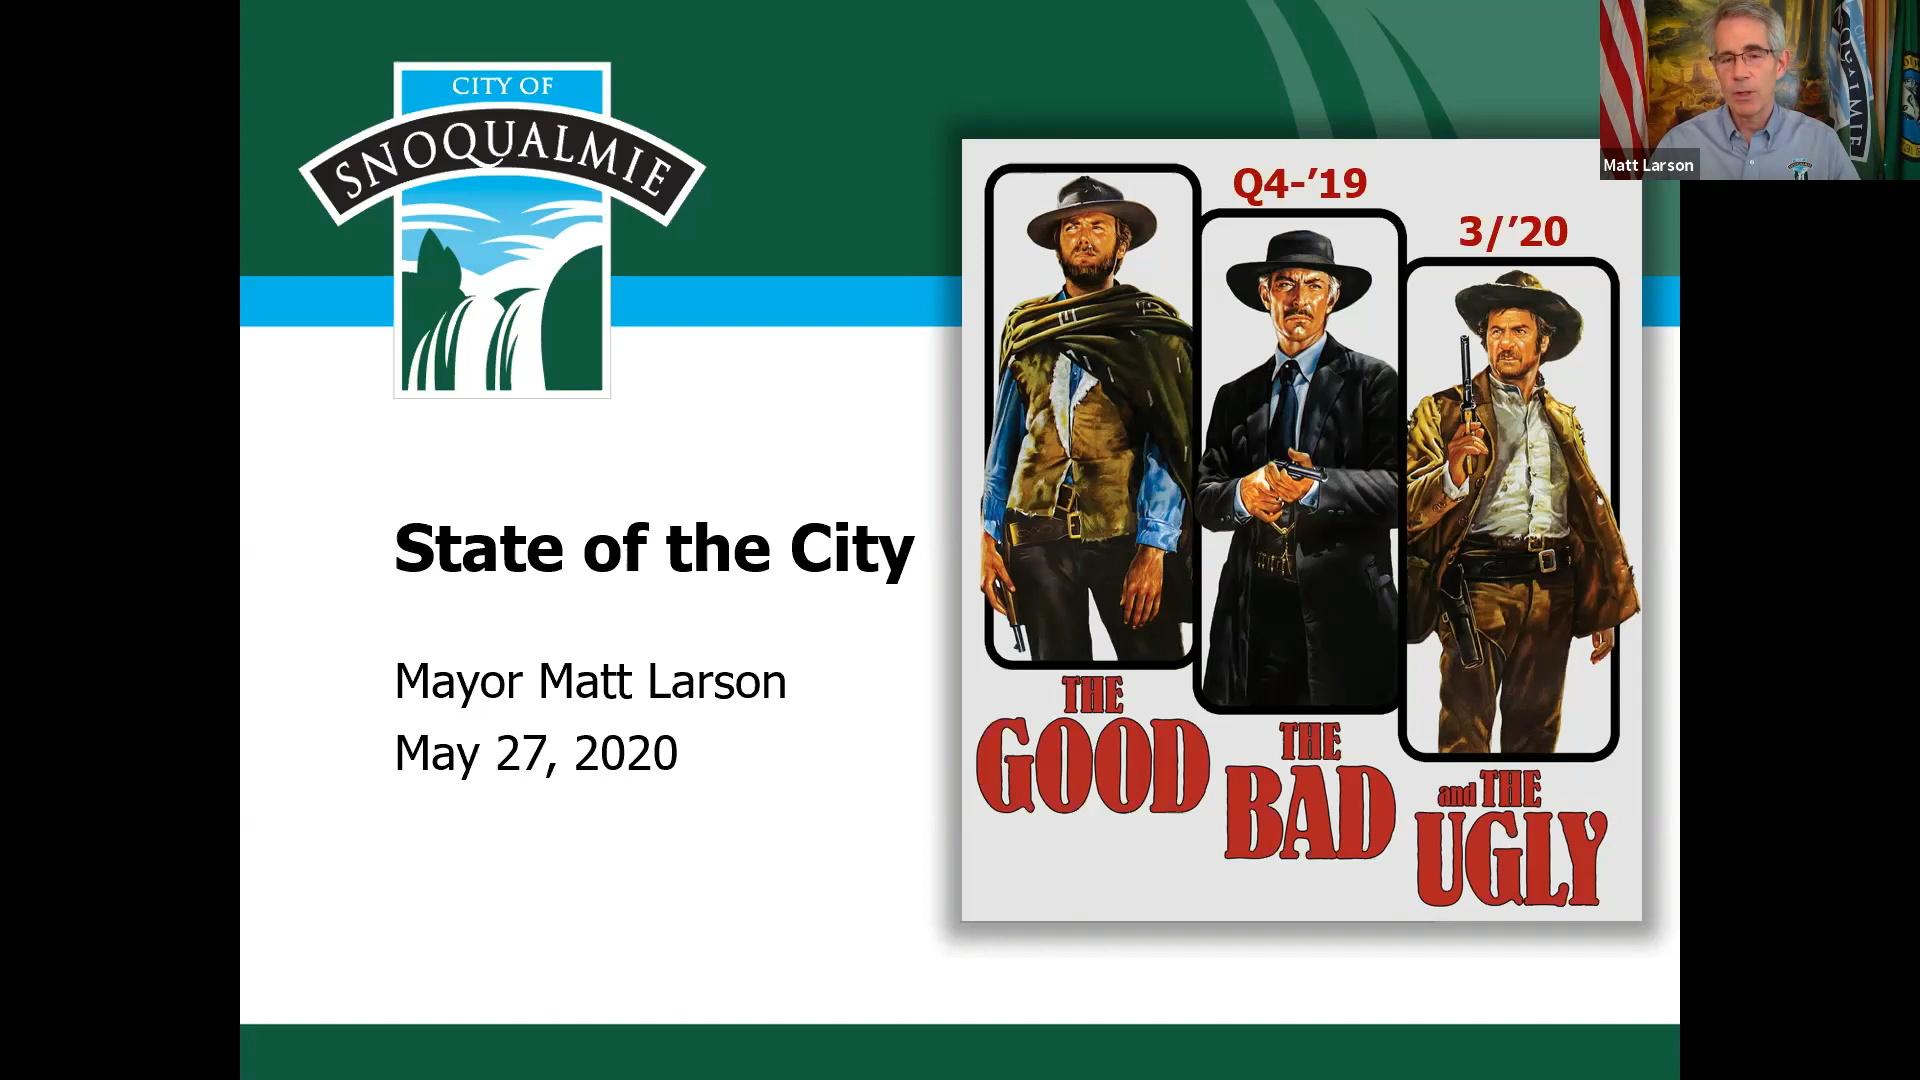 CITY OF
SNOQUALMIE
State of the City
Mayor Matt Larson
May 27, 2020
Q4-’19
3/’20
THE
GOOD
THE
BAD
and THE
UGLY
Matt Larson